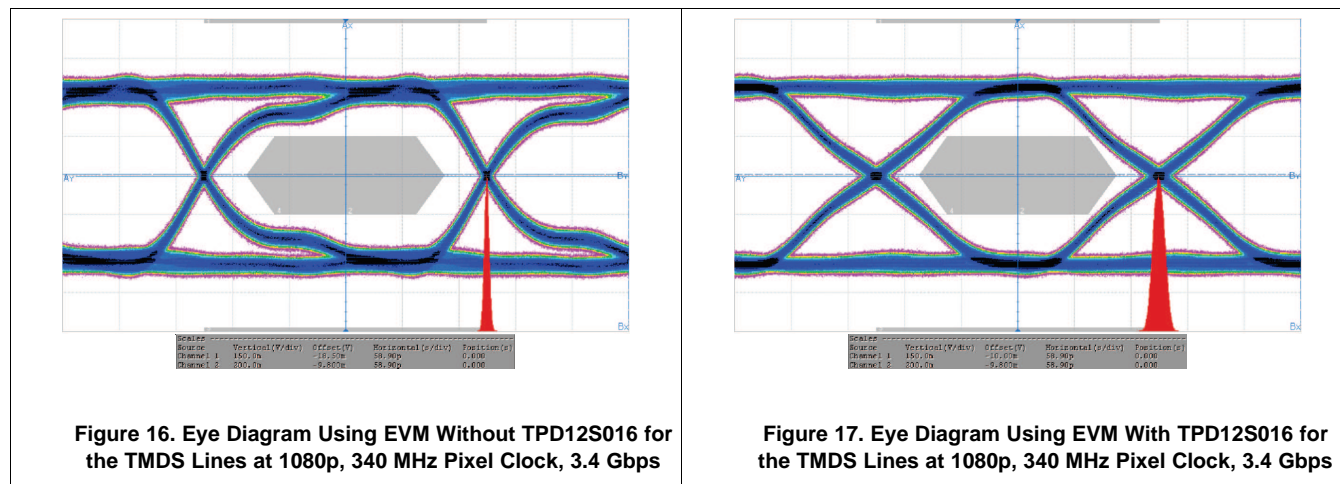 Ax
Ay
By
Bx
4
2
Scales
Source Vertical(V/div) Offset(V) Horizontal(s/div) Position(s)
Channel 1 150.0m -18.50m 58.90p 0.000
Channel 2 200.0m -9.800m 58.90p 0.000
Figure 16. Eye Diagram Using EVM Without TPD12S016 for
the TMDS Lines at 1080p, 340 MHz Pixel Clock, 3.4 Gbps
Ax
Ay
By
Bx
4
2
Scales
Source Vertical(V/div) Offset(V) Horizontal(s/div) Position(s)
Channel 1 150.0m 58.90p 0.000
Channel 2 200.0m -9.800m 58.90p 0.000
Figure 17. Eye Diagram Using EVM With TPD12S016 for
the TMDS Lines at 1080p, 340 MHz Pixel Clock, 3.4 Gbps